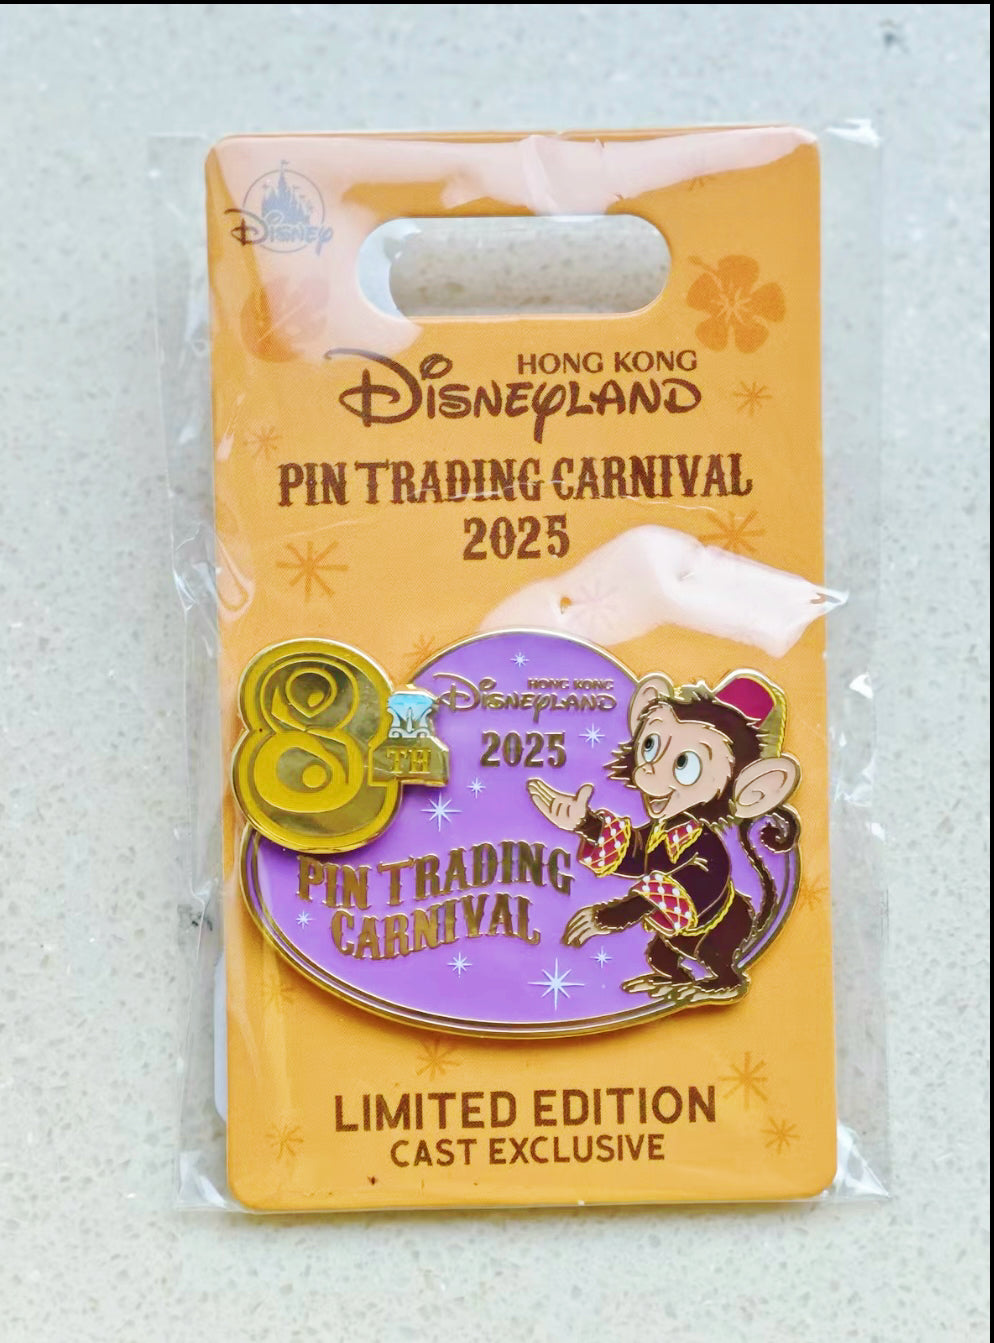 Disney
HONG KONG
Disneyland
PIN TRADING CARNIVAL
2025
8
TH
HONG KONG
Disneyland
2025
PIN TRADING
CARNIVAL
LIMITED EDITION
CAST EXCLUSIVE